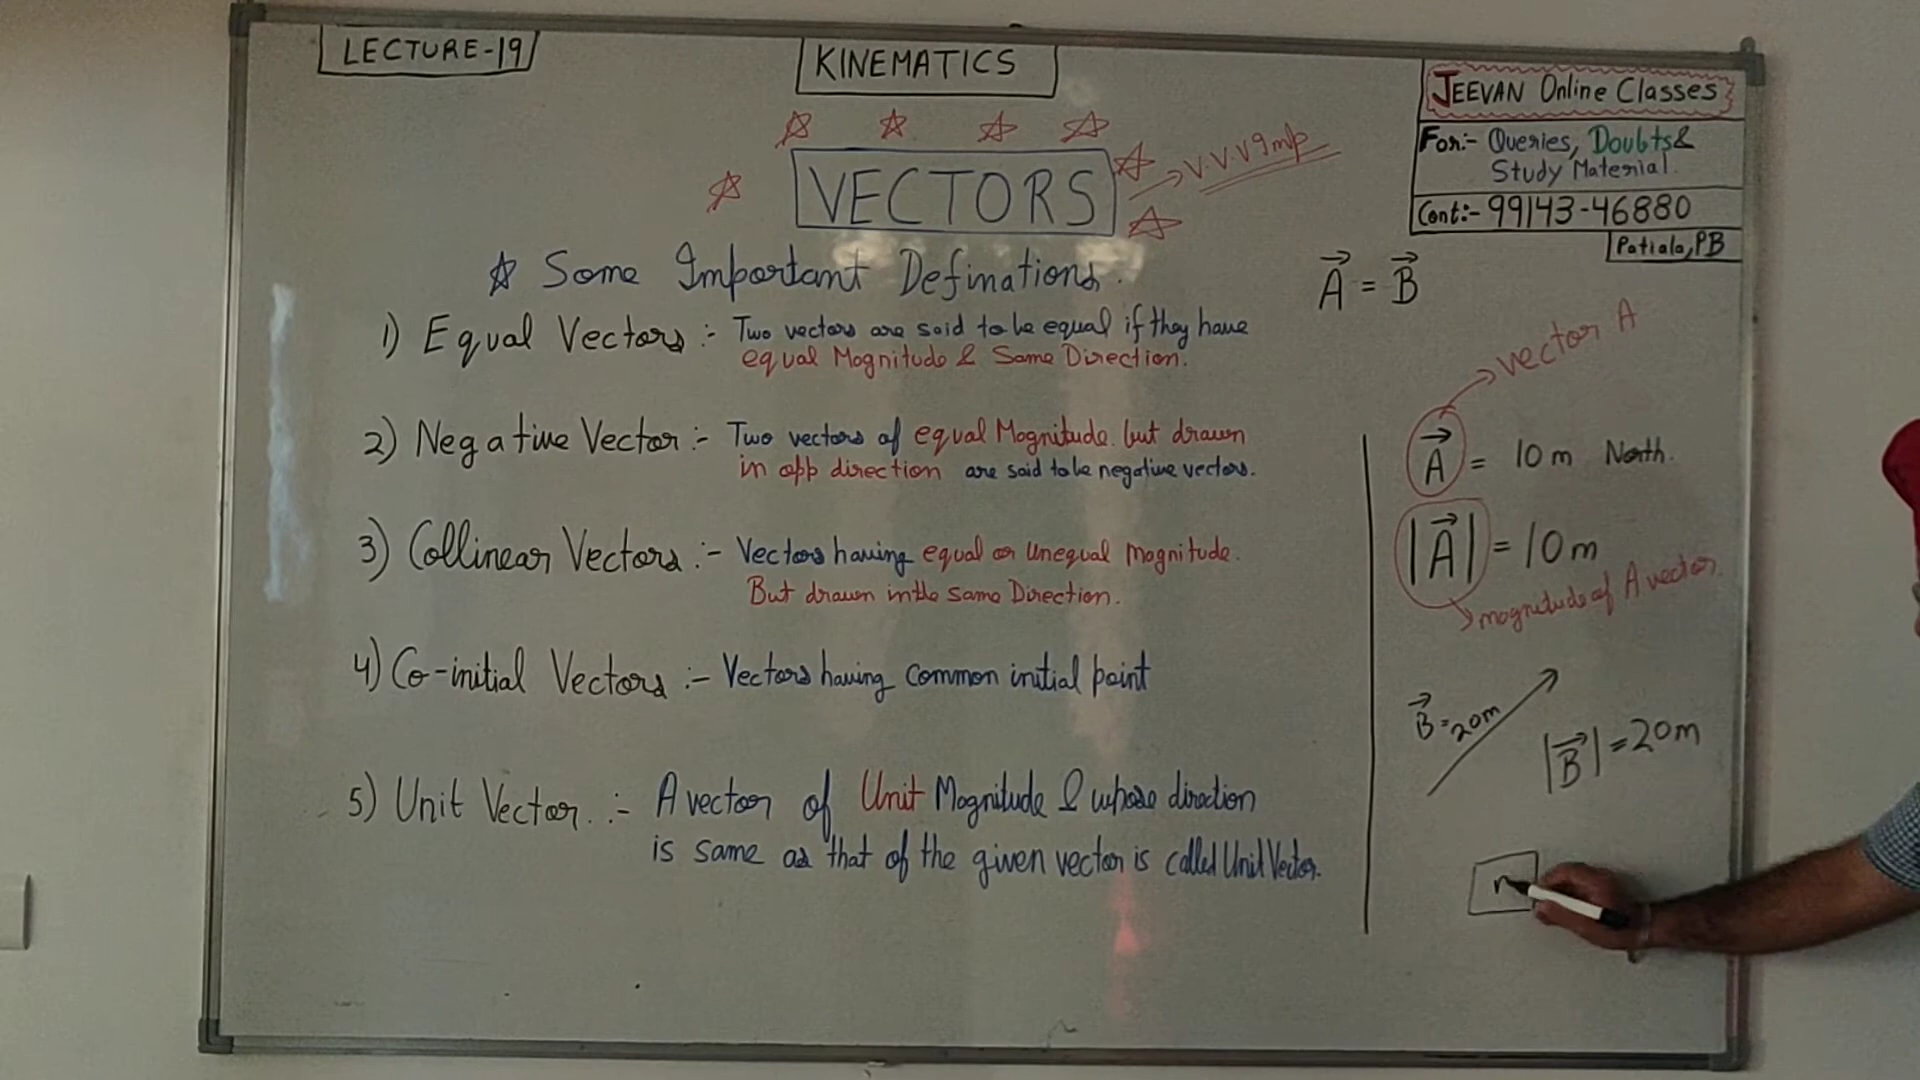 LECTURE-19
KINEMATICS
JEEVAN Online Classes
For:- Queries, Doubts &
Study Material.
Cont:- 99143-46880
Patiala, PB
VECTORS
→ V.V.V Imp
☆ Some Important Definations.
A⃗ = B⃗
1) Equal Vectors :- Two vectors are said to be equal if they have
equal Magnitude & Same Direction.
2) Negative Vector :- Two vectors of equal Magnitude but drawn
in opp direction are said to be negative vectors.
3) Collinear Vectors :- Vectors having equal or Unequal magnitude.
But drawn in the same Direction.
4) Co-initial Vectors :- Vectors having common initial point
5) Unit Vector :- A vector of Unit Magnitude & whose direction
is same as that of the given vector is called Unit Vector.
→ vector A
A⃗ = 10 m North.
|A⃗| = 10 m
→ magnitude of A vector.
B⃗ = 20m
|B⃗| = 20m